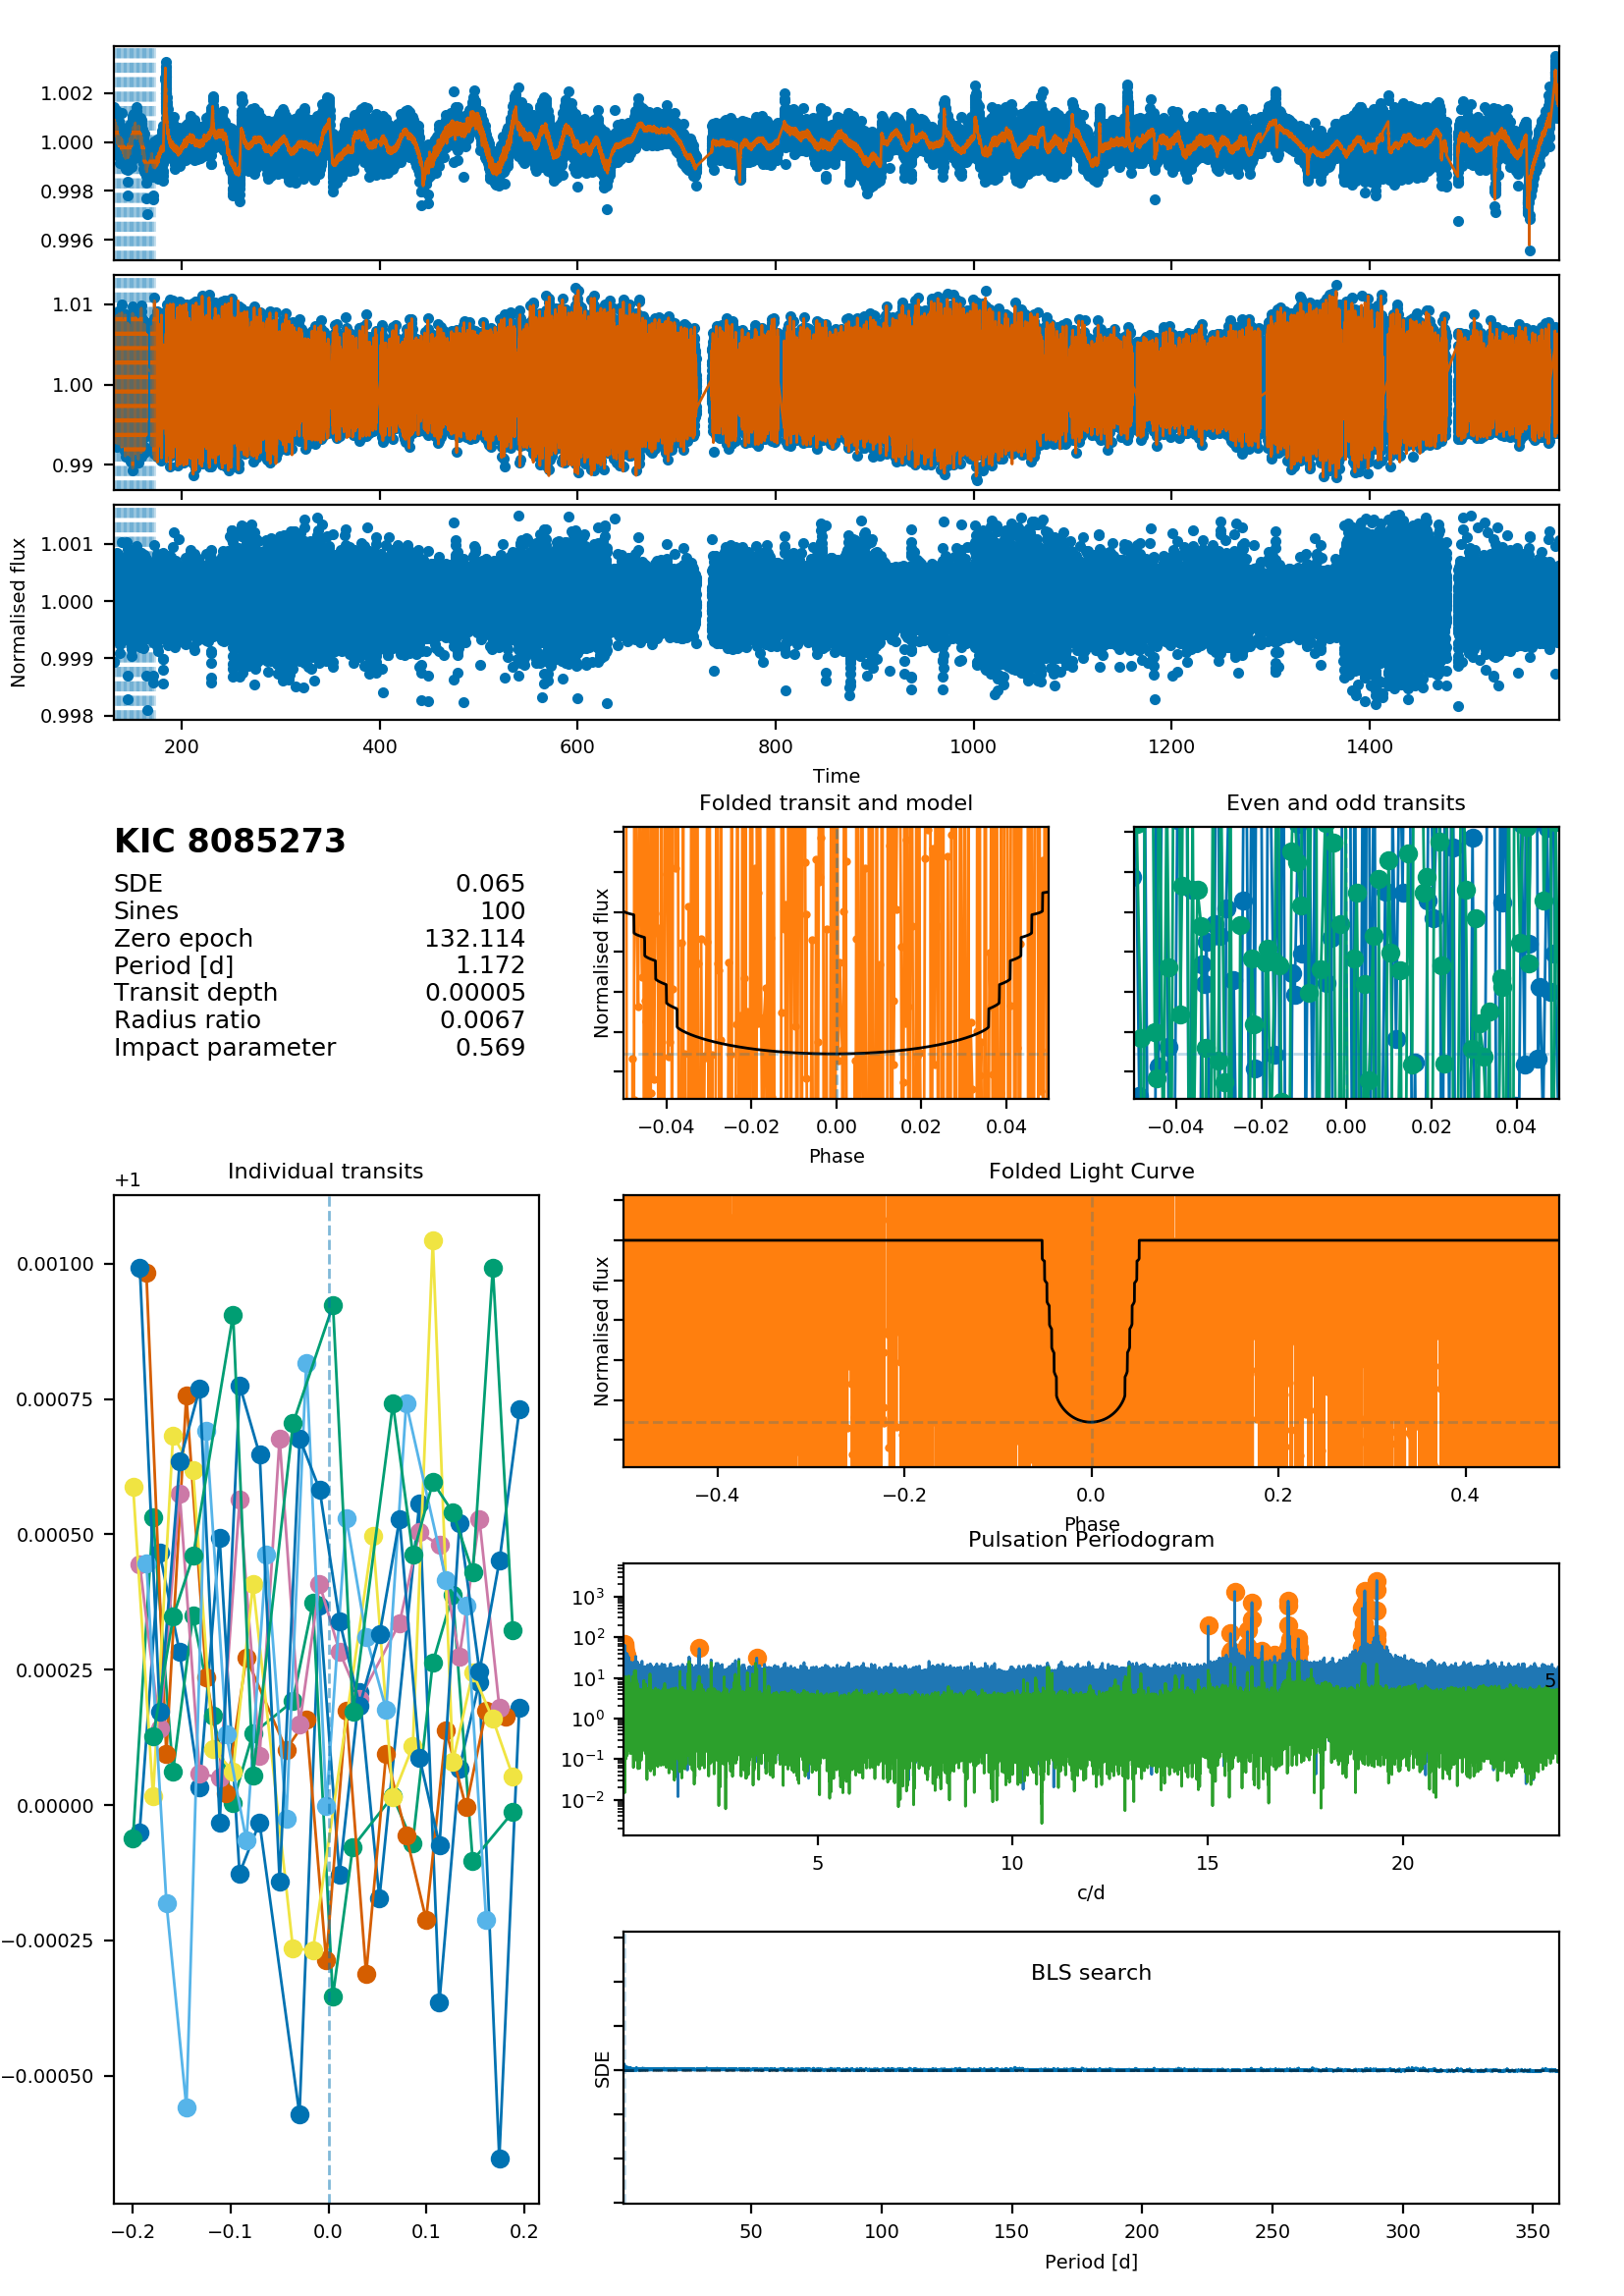 1.002
1.000
0.998
0.996
1.01
1.00
0.99
1.001
1.000
0.999
0.998
Normalised flux
200 400 600 800 1000 1200 1400
Time
KIC 8085273
SDE 0.065
Sines 100
Zero epoch 132.114
Period [d] 1.172
Transit depth 0.00005
Radius ratio 0.0067
Impact parameter 0.569
Folded transit and model
Normalised flux
−0.04 −0.02 0.00 0.02 0.04
Phase
Even and odd transits
−0.04 −0.02 0.00 0.02 0.04
Individual transits
+1
0.00100
0.00075
0.00050
0.00025
0.00000
−0.00025
−0.00050
−0.2 −0.1 0.0 0.1 0.2
Folded Light Curve
Normalised flux
−0.4 −0.2 0.0 0.2 0.4
Phase
Pulsation Periodogram
10³
10²
10¹
10⁰
10⁻¹
10⁻²
5
5 10 15 20
c/d
BLS search
SDE
50 100 150 200 250 300 350
Period [d]